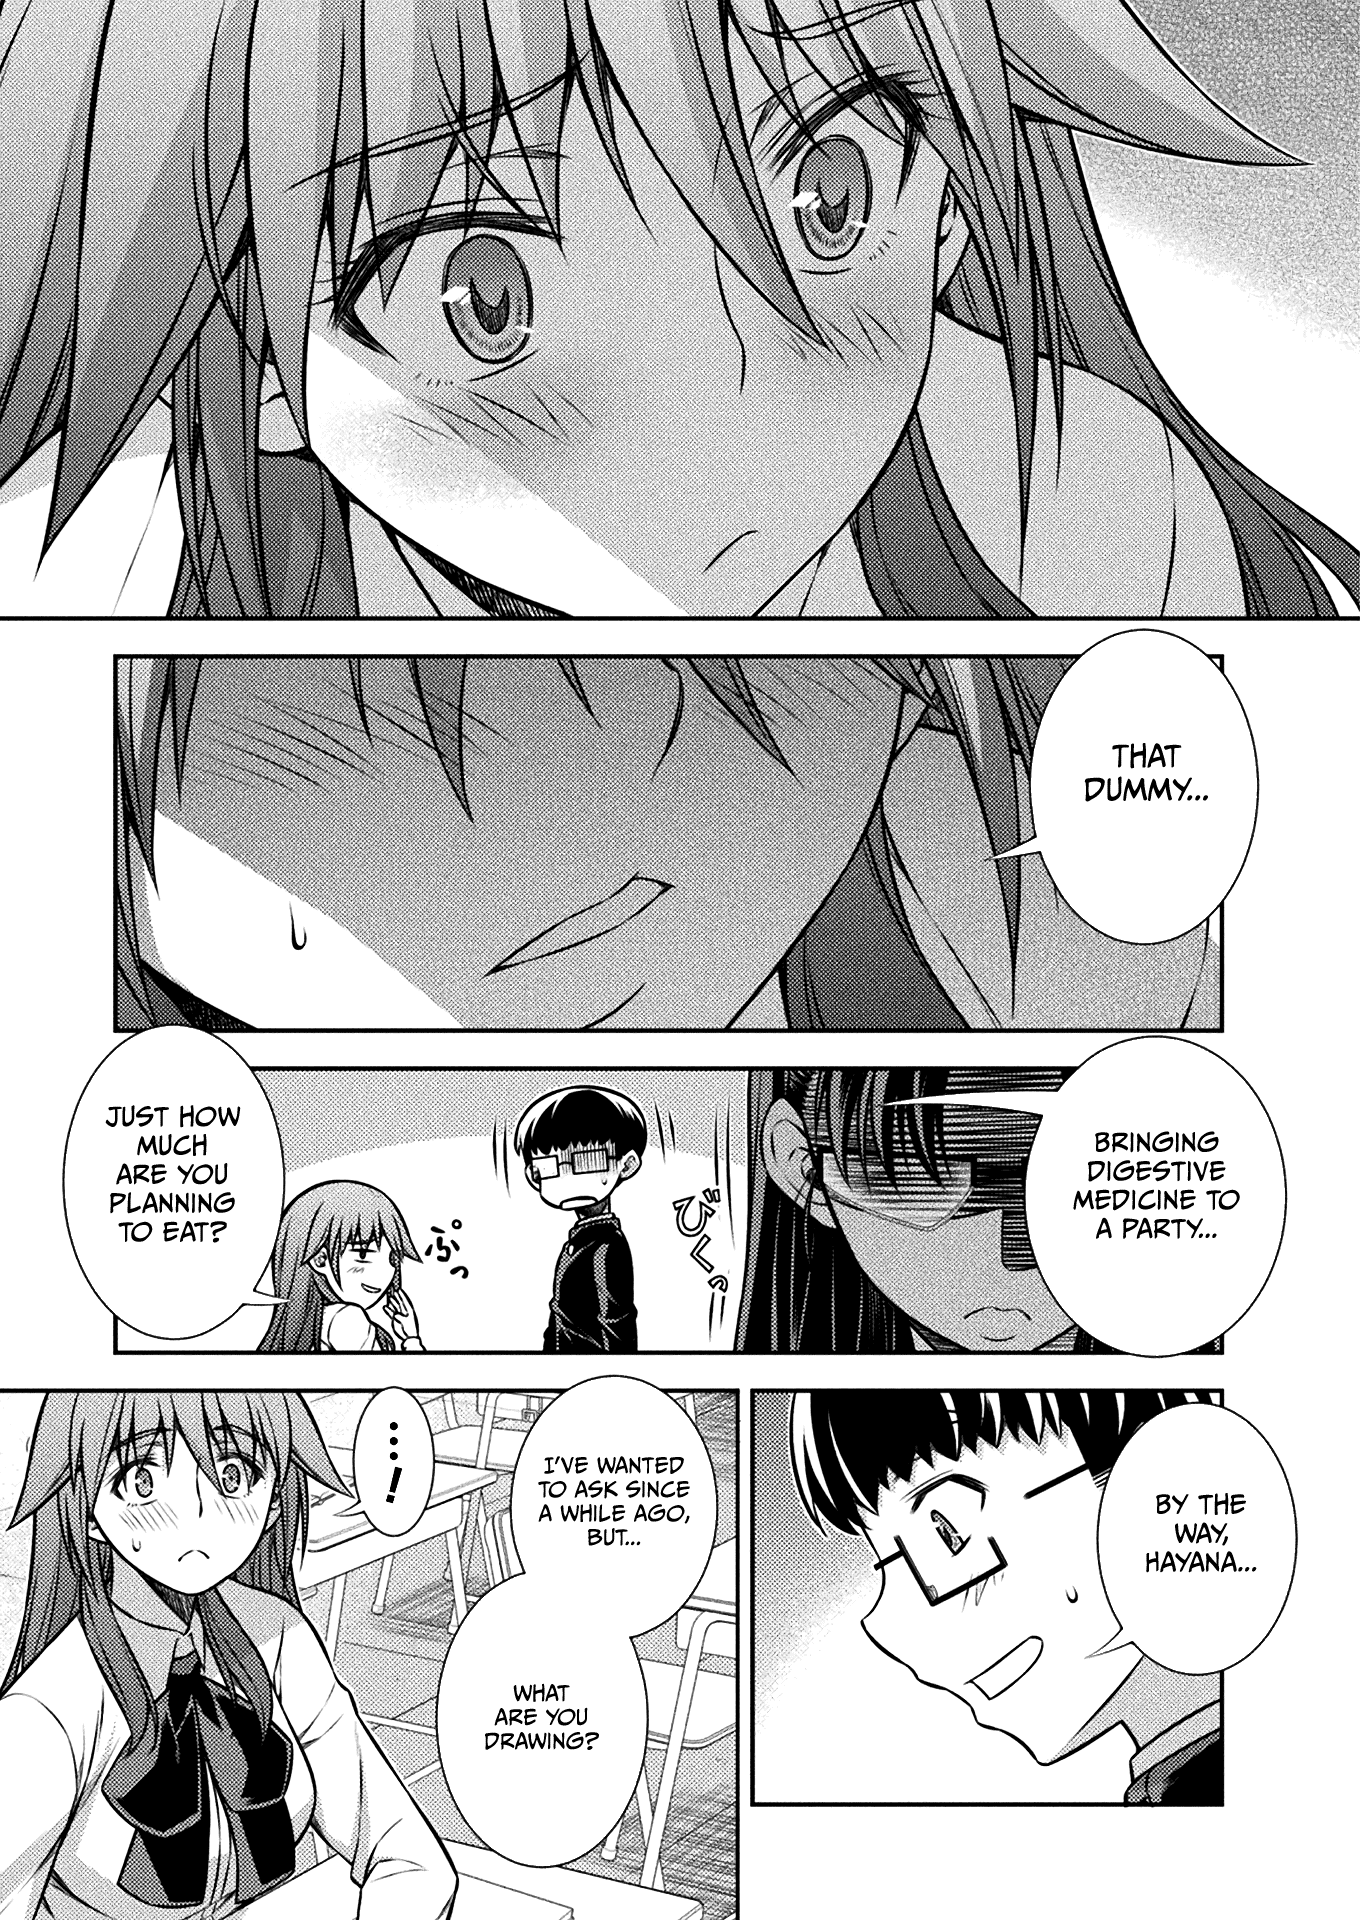 THAT
DUMMY...
BRINGING
DIGESTIVE
MEDICINE TO
A PARTY...
びくっ
ぷっ
JUST HOW
MUCH
ARE YOU
PLANNING
TO EAT?
BY THE
WAY,
HAYANA...
I'VE WANTED
TO ASK SINCE
A WHILE AGO,
BUT...
WHAT
ARE YOU
DRAWING?
...!